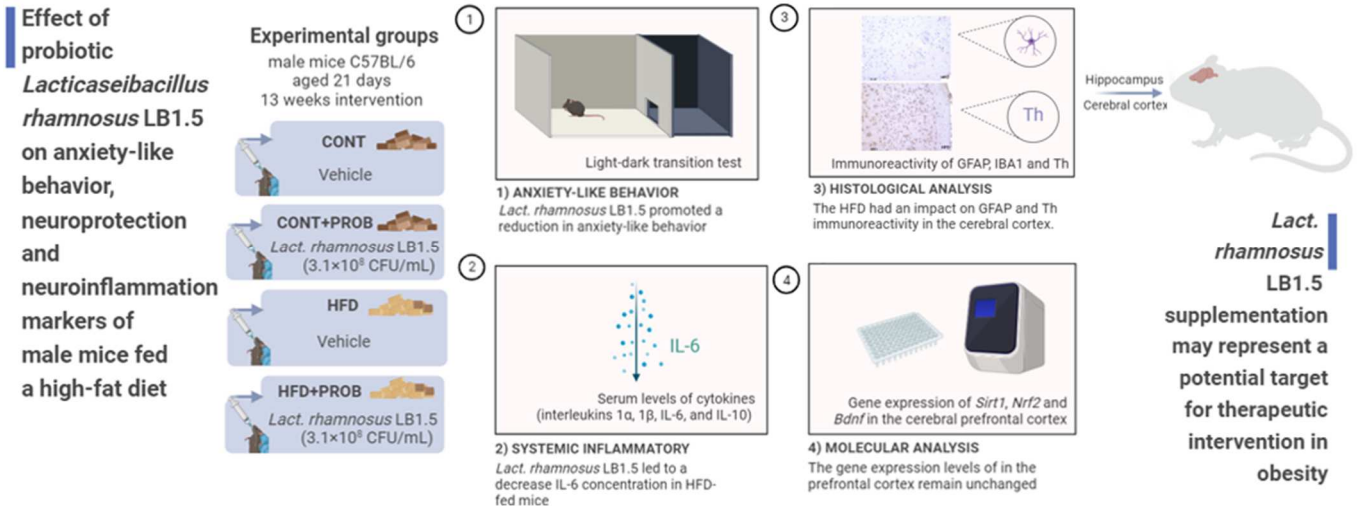 Effect of
probiotic
Lacticaseibacillus
rhamnosus LB1.5
on anxiety-like
behavior,
neuroprotection
and
neuroinflammation
markers of
male mice fed
a high-fat diet
Experimental groups
male mice C57BL/6
aged 21 days
13 weeks intervention
CONT
Vehicle
CONT+PROB
Lact. rhamnosus LB1.5
(3.1×10⁸ CFU/mL)
HFD
Vehicle
HFD+PROB
Lact. rhamnosus LB1.5
(3.1×10⁸ CFU/mL)
1
Light-dark transition test
1) ANXIETY-LIKE BEHAVIOR
Lact. rhamnosus LB1.5 promoted a
reduction in anxiety-like behavior
2
IL-6
Serum levels of cytokines
(interleukins 1α, 1β, IL-6, and IL-10)
2) SYSTEMIC INFLAMMATORY
Lact. rhamnosus LB1.5 led to a
decrease IL-6 concentration in HFD-
fed mice
3
Th
Immunoreactivity of GFAP, IBA1 and Th
3) HISTOLOGICAL ANALYSIS
The HFD had an impact on GFAP and Th
immunoreactivity in the cerebral cortex.
4
Gene expression of Sirt1, Nrf2 and
Bdnf in the cerebral prefrontal cortex
4) MOLECULAR ANALYSIS
The gene expression levels of in the
prefrontal cortex remain unchanged
Hippocampus
Cerebral cortex
Lact.
rhamnosus
LB1.5
supplementation
may represent a
potential target
for therapeutic
intervention in
obesity